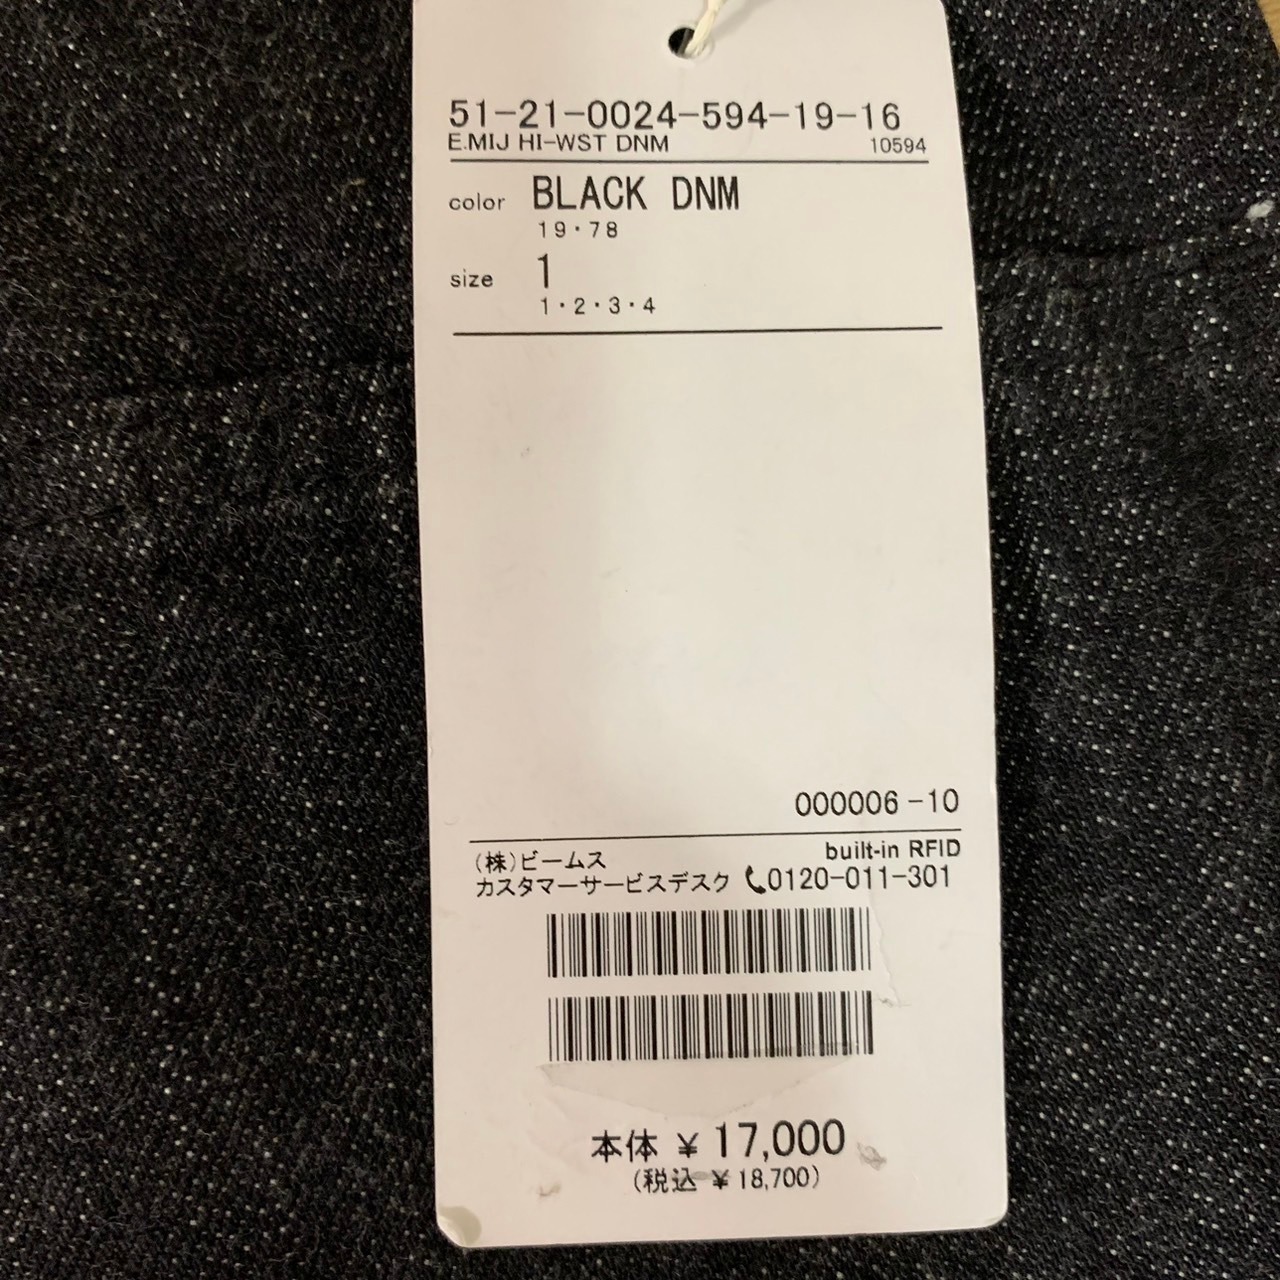 51-21-0024-594-19-16
E.MIJ HI-WST DNM 10594
color BLACK DNM
19・78
size 1
1・2・3・4
000006-10
built-in RFID
(株)ビームス
カスタマーサービスデスク 0120-011-301
本体 ¥ 17,000
(税込 ¥ 18,700)